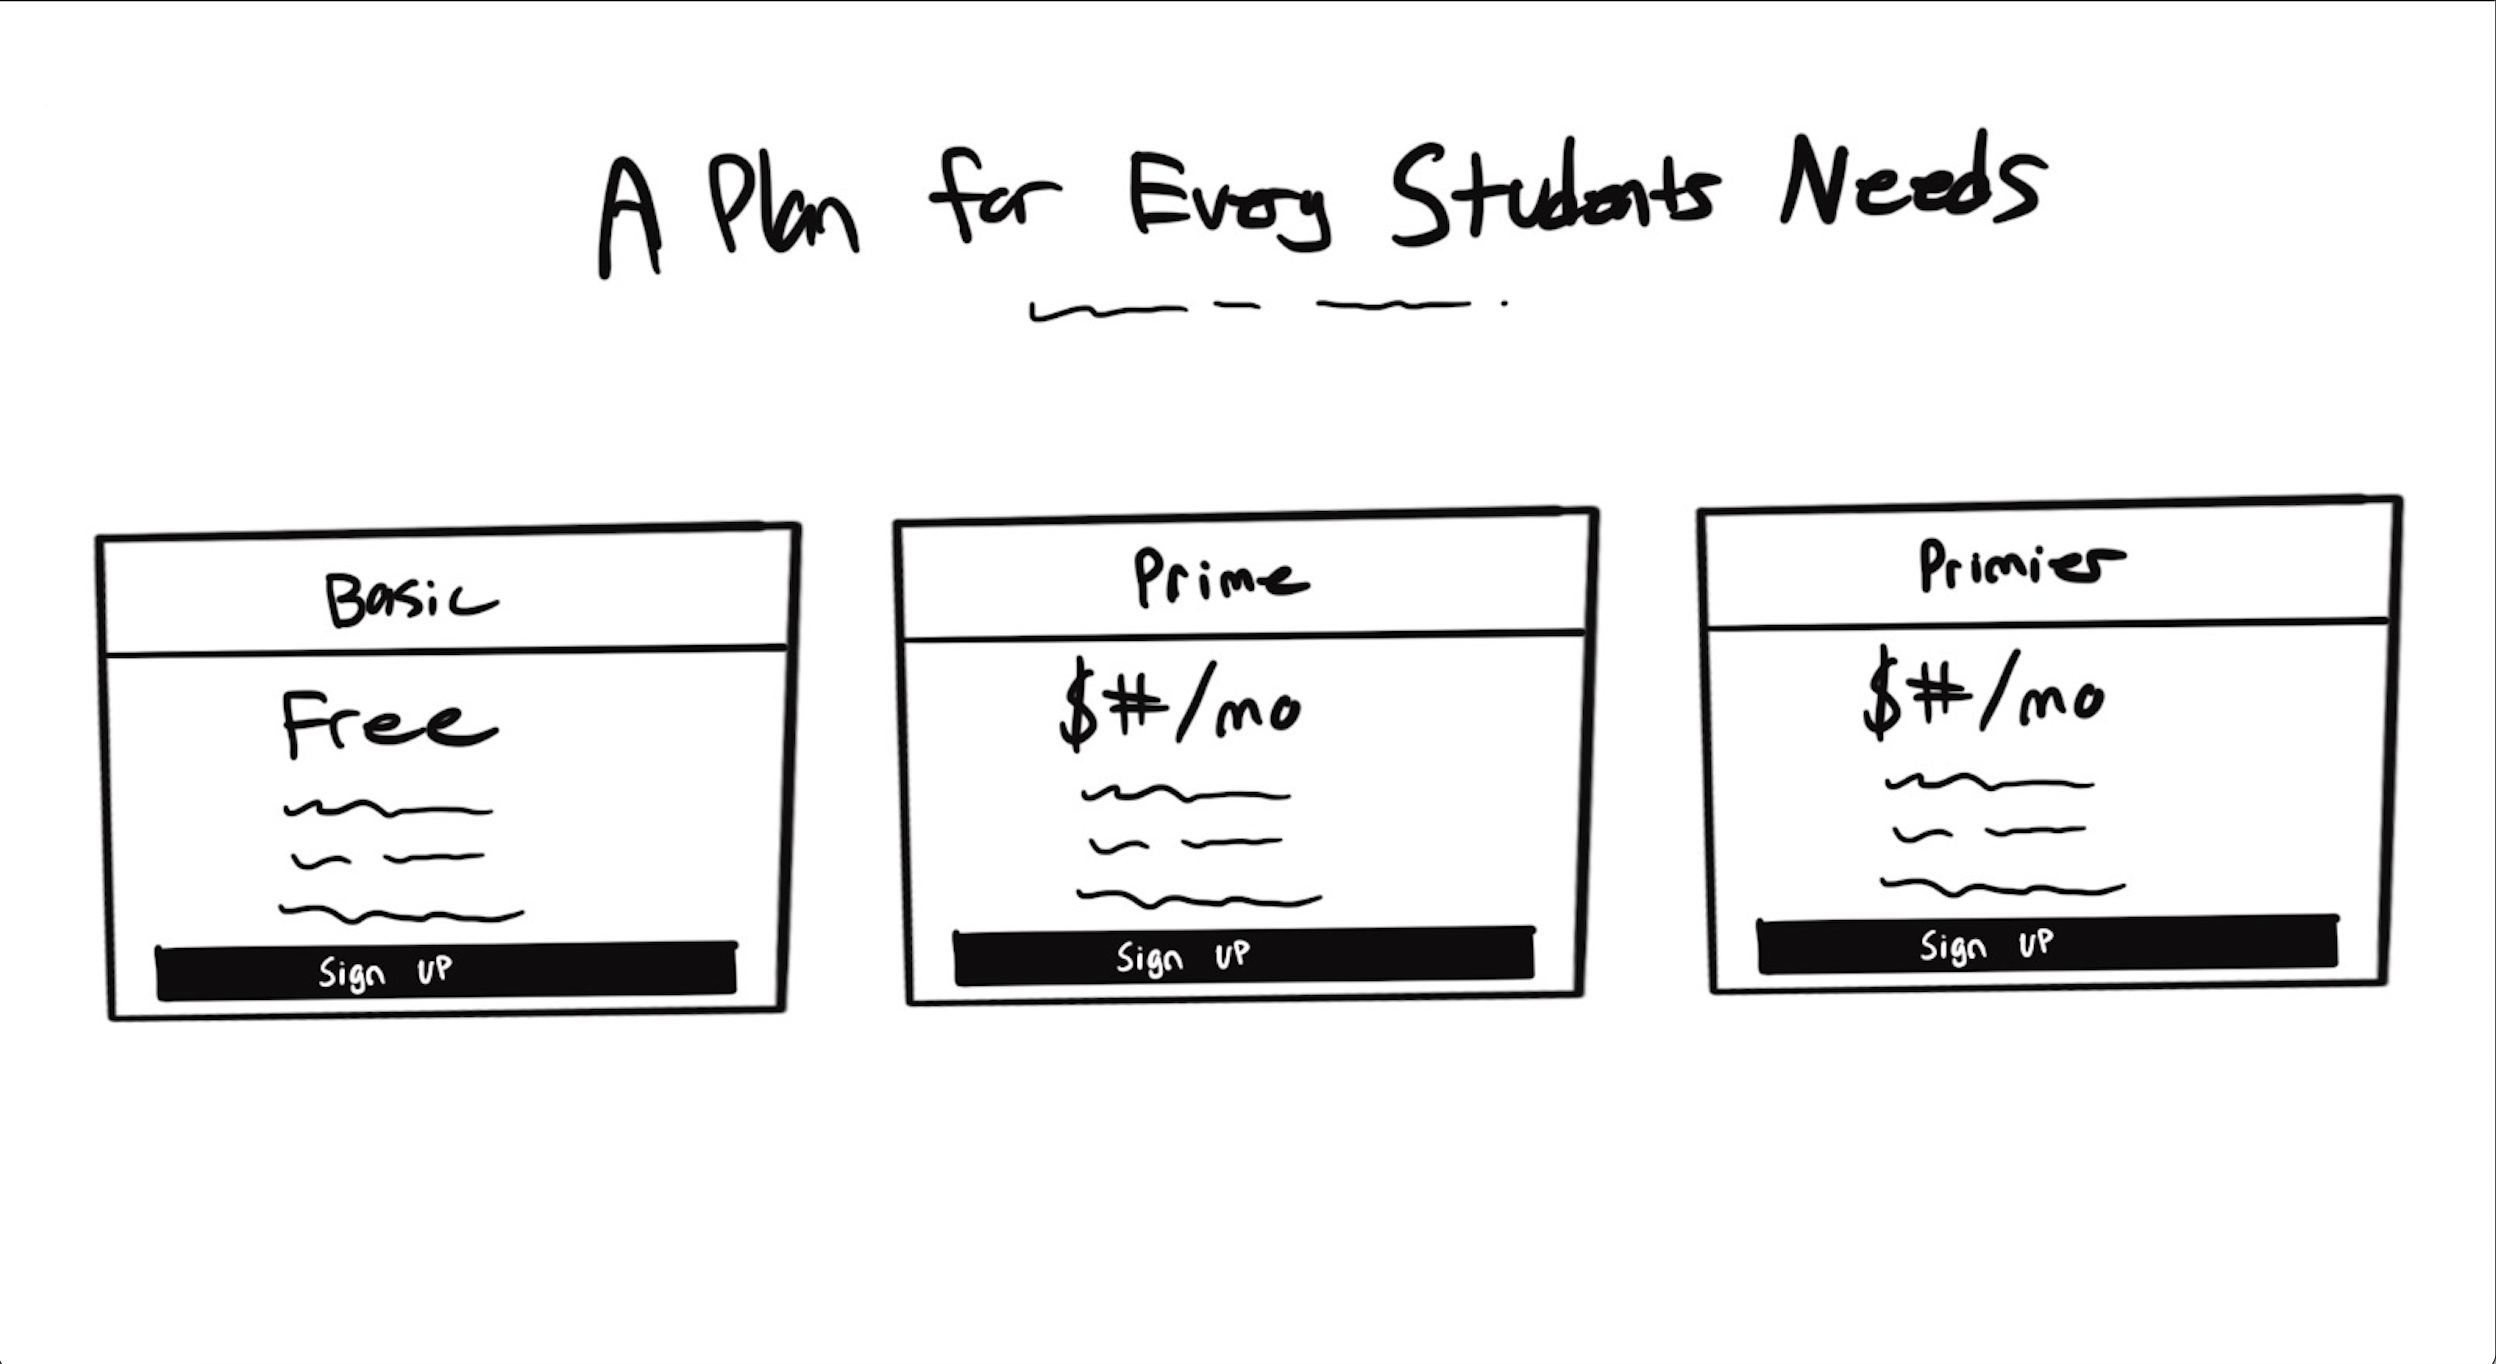 A Plan for Every Students Needs
Basic
Free
Sign UP
Prime
$#/mo
Sign UP
Primier
$#/mo
Sign UP